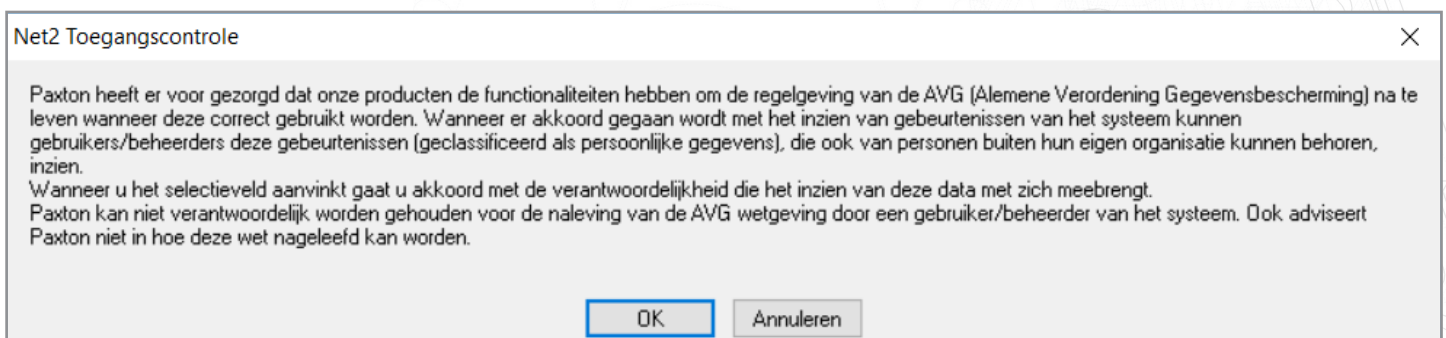 Net2 Toegangscontrole
Paxton heeft er voor gezorgd dat onze producten de functionaliteiten hebben om de regelgeving van de AVG (Alemene Verordening Gegevensbescherming) na te
leven wanneer deze correct gebruikt worden. Wanneer er akkoord gegaan wordt met het inzien van gebeurtenissen van het systeem kunnen
gebruikers/beheerders deze gebeurtenissen (geclassificeerd als persoonlijke gegevens), die ook van personen buiten hun eigen organisatie kunnen behoren,
inzien.
Wanneer u het selectieveld aanvinkt gaat u akkoord met de verantwoordelijkheid die het inzien van deze data met zich meebrengt.
Paxton kan niet verantwoordelijk worden gehouden voor de naleving van de AVG wetgeving door een gebruiker/beheerder van het systeem. Ook adviseert
Paxton niet in hoe deze wet nageleefd kan worden.
OK Annuleren